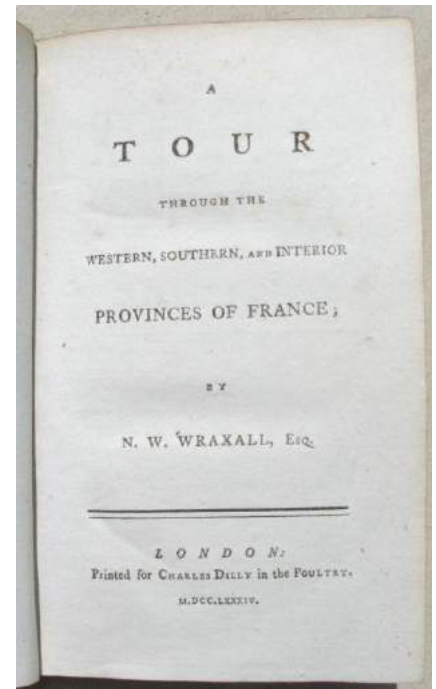 A
TOUR
THROUGH THE
WESTERN, SOUTHERN, AND INTERIOR
PROVINCES OF FRANCE;
BY
N. W. WRAXALL, Esq.
LONDON:
Printed for CHARLES DILLY in the POULTRY.
M.DCC.LXXXIV.